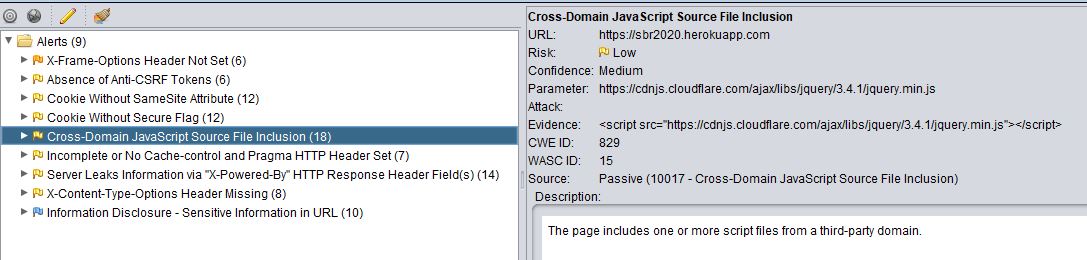 Alerts (9)
X-Frame-Options Header Not Set (6)
Absence of Anti-CSRF Tokens (6)
Cookie Without SameSite Attribute (12)
Cookie Without Secure Flag (12)
Cross-Domain JavaScript Source File Inclusion (18)
Incomplete or No Cache-control and Pragma HTTP Header Set (7)
Server Leaks Information via "X-Powered-By" HTTP Response Header Field(s) (14)
X-Content-Type-Options Header Missing (8)
Information Disclosure - Sensitive Information in URL (10)
Cross-Domain JavaScript Source File Inclusion
URL: https://sbr2020.herokuapp.com
Risk: Low
Confidence: Medium
Parameter: https://cdnjs.cloudflare.com/ajax/libs/jquery/3.4.1/jquery.min.js
Attack:
Evidence: <script src="https://cdnjs.cloudflare.com/ajax/libs/jquery/3.4.1/jquery.min.js"></script>
CWE ID: 829
WASC ID: 15
Source: Passive (10017 - Cross-Domain JavaScript Source File Inclusion)
Description:
The page includes one or more script files from a third-party domain.